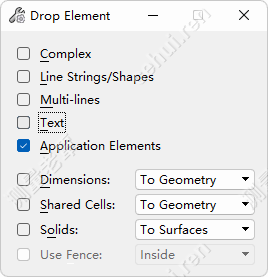 Drop Element
Complex
Line Strings/Shapes
Multi-lines
Text
Application Elements
Dimensions: To Geometry
Shared Cells: To Geometry
Solids: To Surfaces
Use Fence: Inside